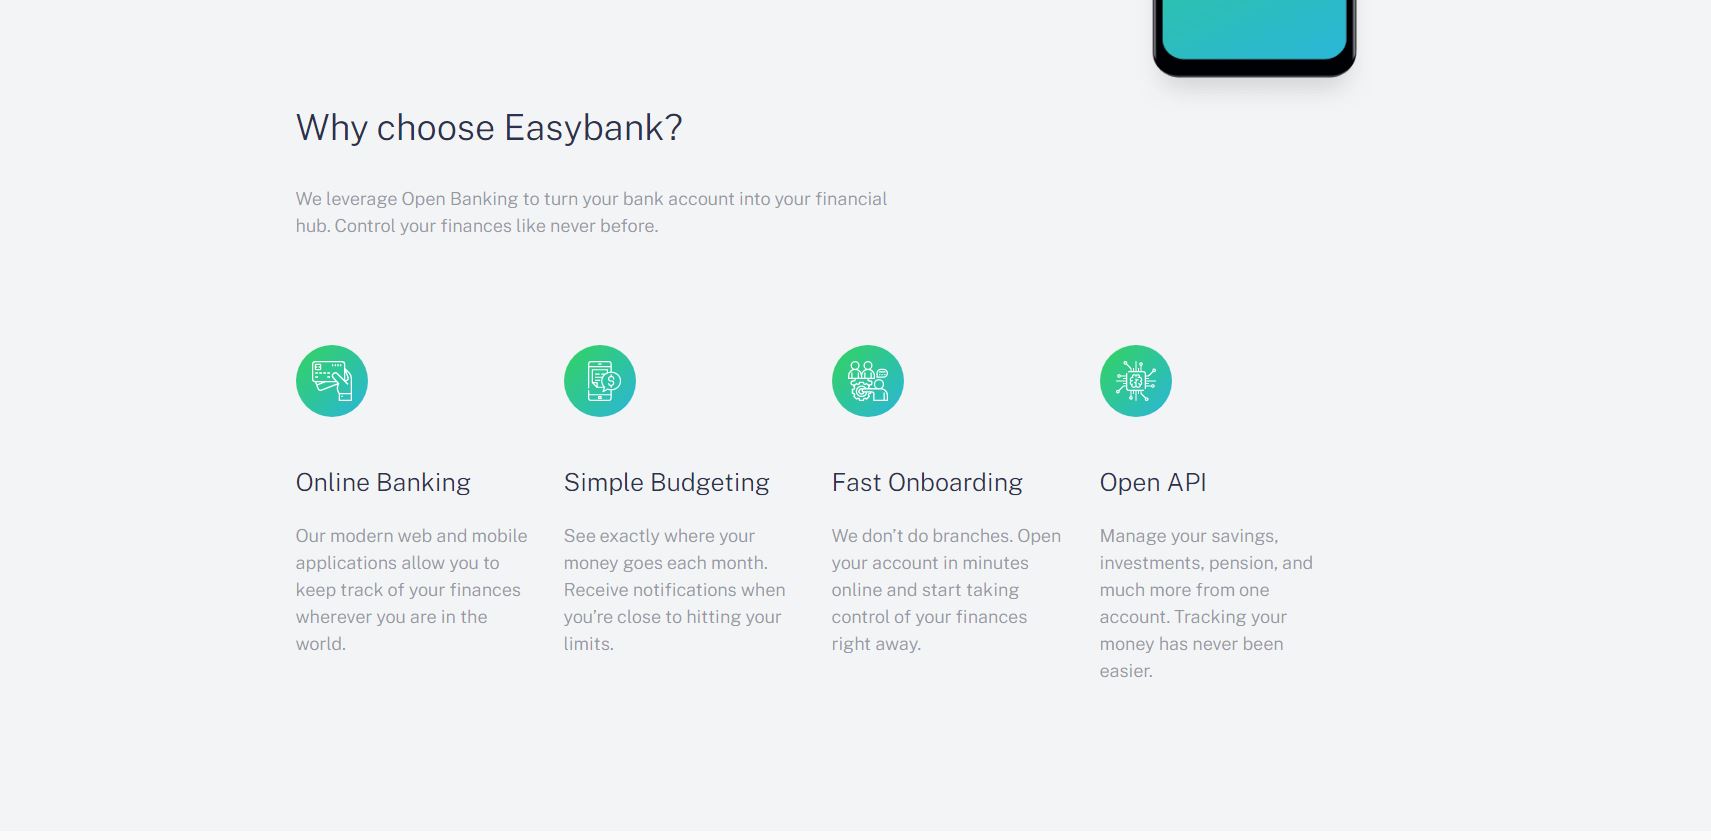 Why choose Easybank?
We leverage Open Banking to turn your bank account into your financial
hub. Control your finances like never before.
Online Banking
Our modern web and mobile
applications allow you to
keep track of your finances
wherever you are in the
world.
Simple Budgeting
See exactly where your
money goes each month.
Receive notifications when
you’re close to hitting your
limits.
Fast Onboarding
We don’t do branches. Open
your account in minutes
online and start taking
control of your finances
right away.
Open API
Manage your savings,
investments, pension, and
much more from one
account. Tracking your
money has never been
easier.